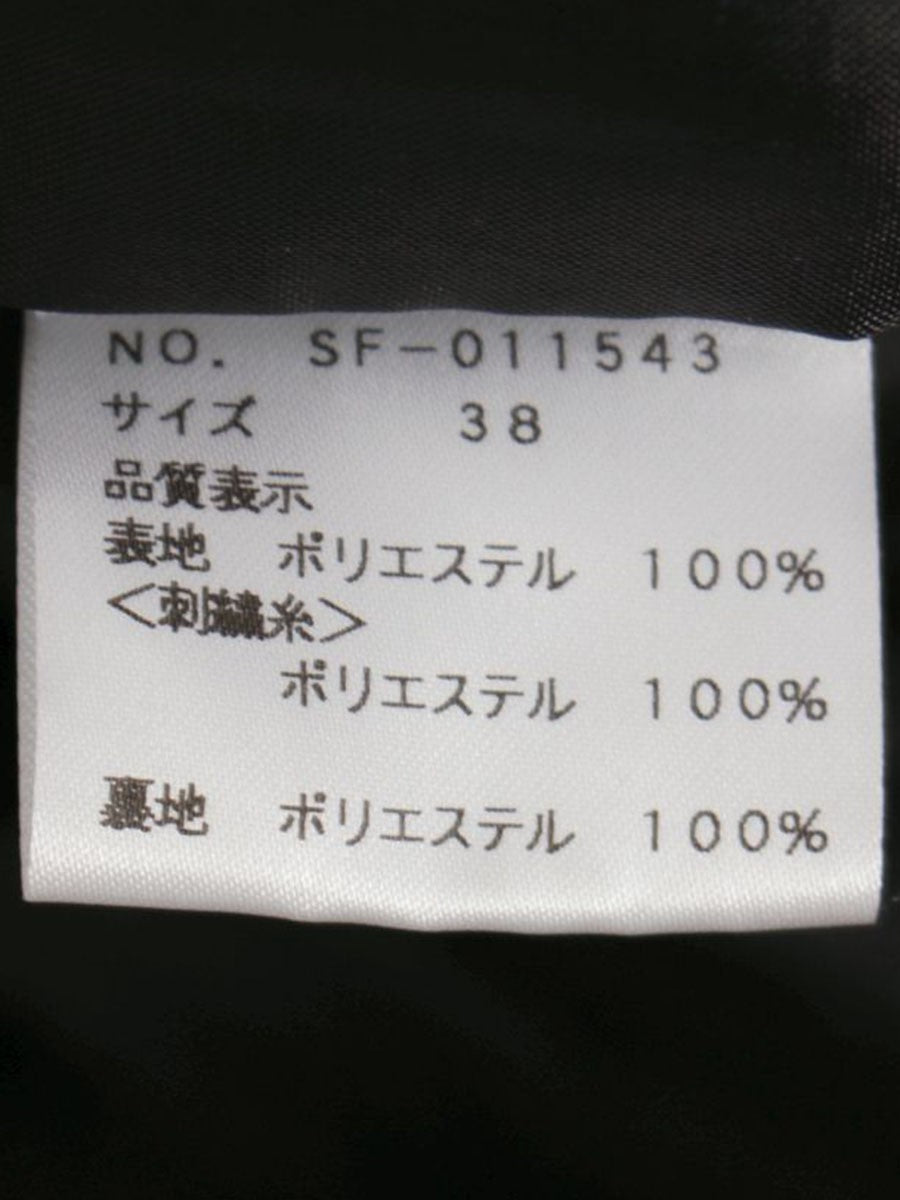 NO. SF-011543
サイズ 38
品質表示
表地 ポリエステル 100%
<刺繍糸>
ポリエステル 100%
裏地 ポリエステル 100%